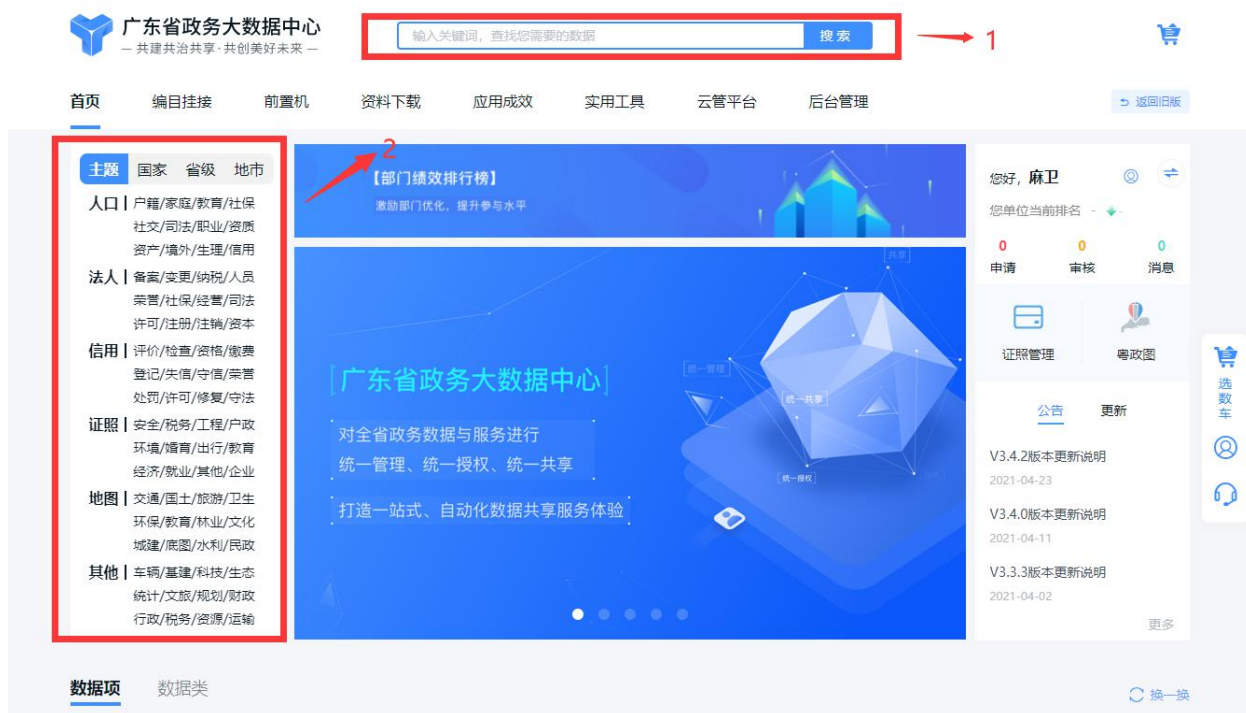 广东省政务大数据中心
— 共建共治共享·共创美好未来 —
输入关键词，查找您需要的数据
搜索
1
首页 编目挂接 前置机 资料下载 应用成效 实用工具 云管平台 后台管理
返回旧版
主题 国家 省级 地市
人口 户籍/家庭/教育/社保
社交/司法/职业/资质
资产/境外/生理/信用
法人 备案/变更/纳税/人员
荣誉/社保/经营/司法
许可/注册/注销/资本
信用 评价/检查/资格/缴费
登记/失信/守信/荣誉
处罚/许可/修复/守法
证照 安全/税务/工程/户政
环境/婚育/出行/教育
经济/就业/其他/企业
地图 交通/国土/旅游/卫生
环保/教育/林业/文化
城建/底图/水利/民政
其他 车辆/基建/科技/生态
统计/文旅/规划/财政
行政/税务/资源/运输
2
【部门绩效排行榜】
激励部门优化，提升参与水平
[广东省政务大数据中心]
对全省政务数据与服务进行
统一管理、统一授权、统一共享
打造一站式、自动化数据共享服务体验
共享
统一管理
统一共享
统一授权
您好，麻卫
您单位当前排名 - -
0 0 0
申请 审核 消息
证照管理 粤政图
公告 更新
V3.4.2版本更新说明
2021-04-23
V3.4.0版本更新说明
2021-04-11
V3.3.3版本更新说明
2021-04-02
更多
选数车
数据项 数据类
换一换